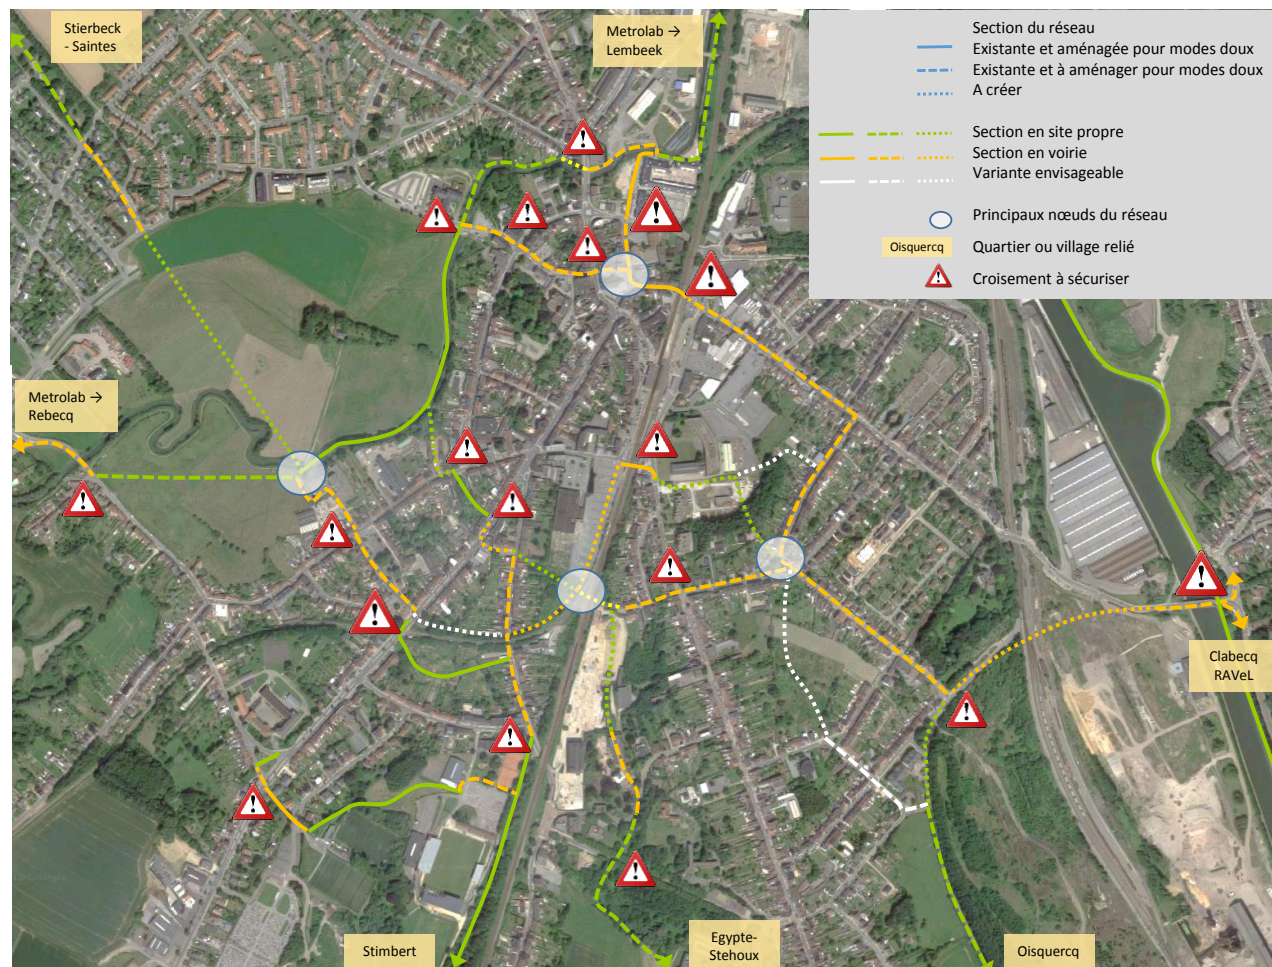 Stierbeck
- Saintes
Metrolab →
Lembeek
Section du réseau
Existante et aménagée pour modes doux
Existante et à aménager pour modes doux
A créer
Section en site propre
Section en voirie
Variante envisageable
Principaux nœuds du réseau
Oisquercq
Quartier ou village relié
Croisement à sécuriser
Metrolab →
Rebecq
Clabecq
RAVeL
Stimbert
Egypte-
Stehoux
Oisquercq